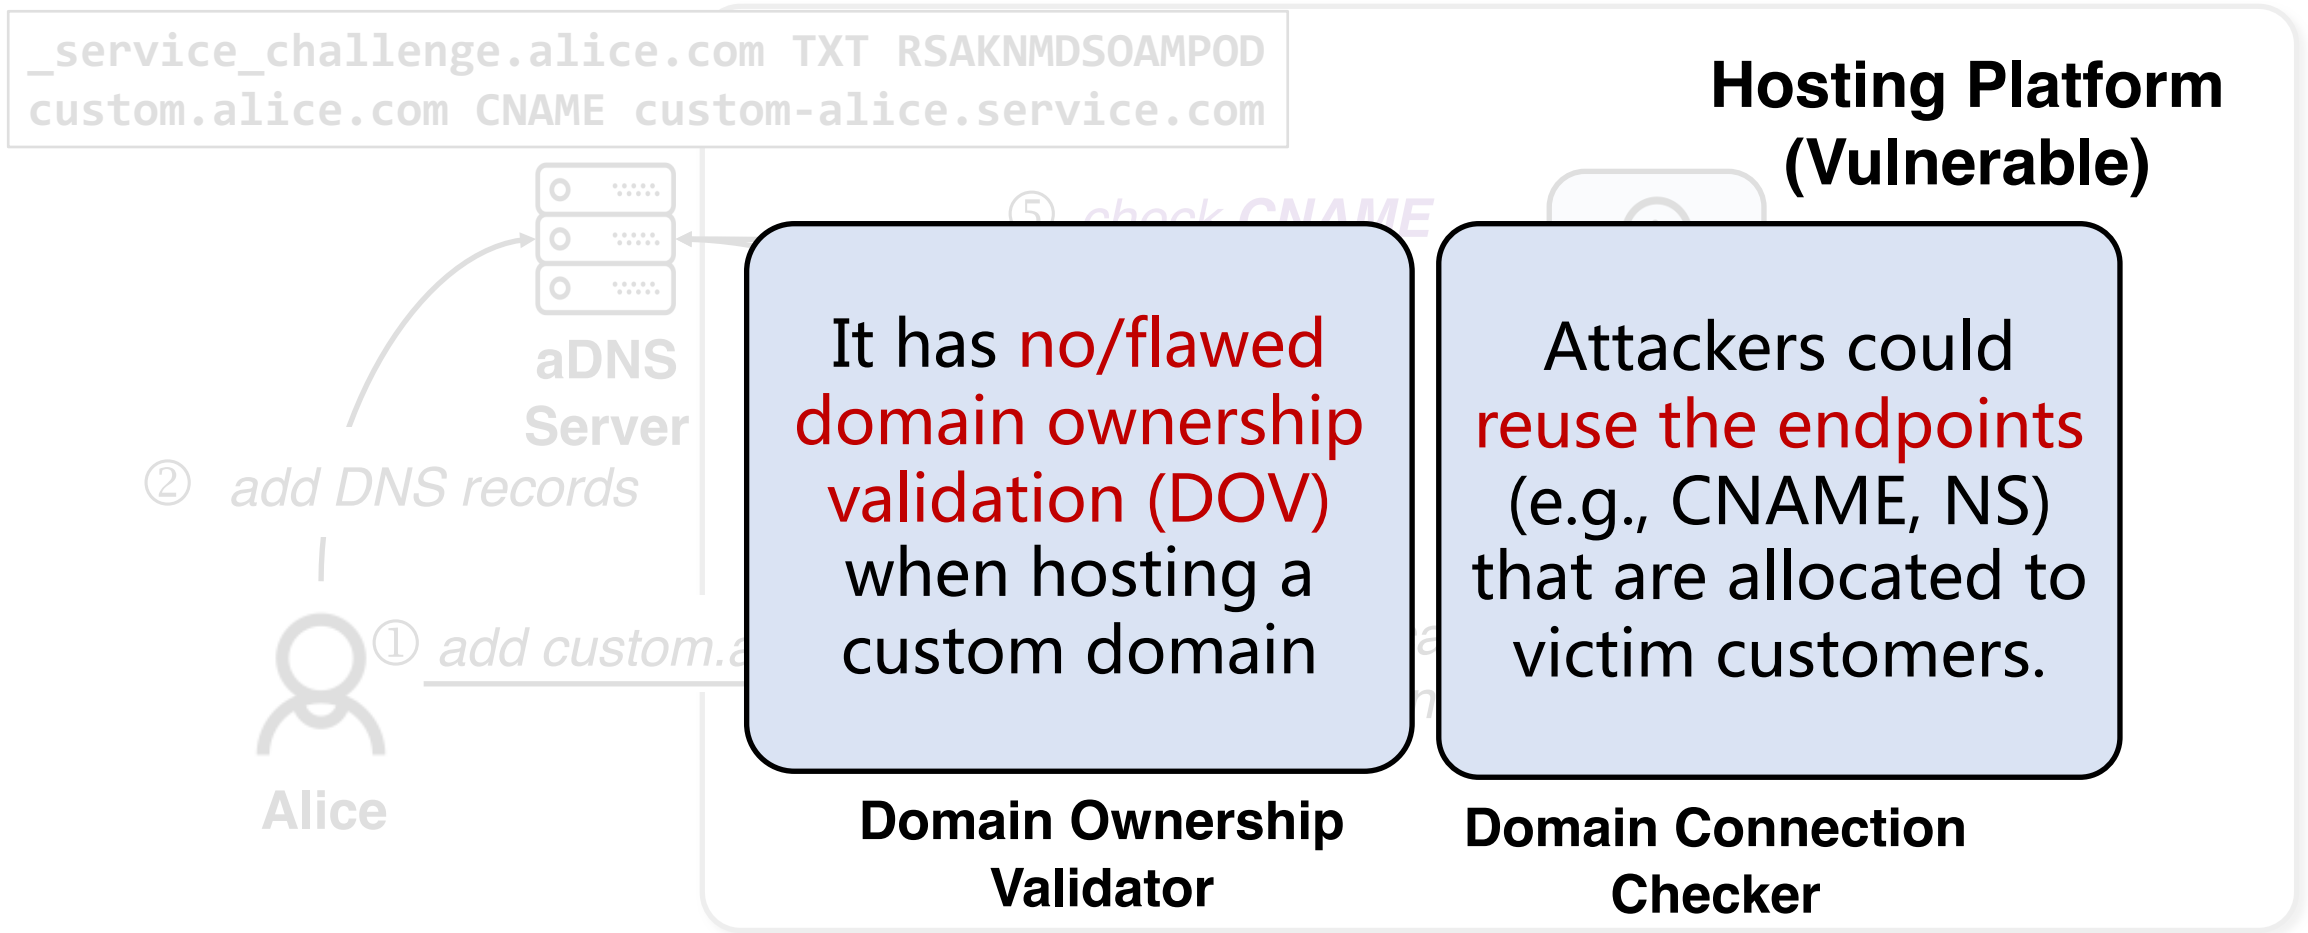 _service_challenge.alice.com TXT RSAKNMDSOAMPOD
custom.alice.com CNAME custom-alice.service.com
Hosting Platform
(Vulnerable)
⑤ check CNAME
aDNS
Server
② add DNS records
① add custom.a
Alice
It has no/flawed
domain ownership
validation (DOV)
when hosting a
custom domain
Domain Ownership
Validator
Attackers could
reuse the endpoints
(e.g., CNAME, NS)
that are allocated to
victim customers.
Domain Connection
Checker